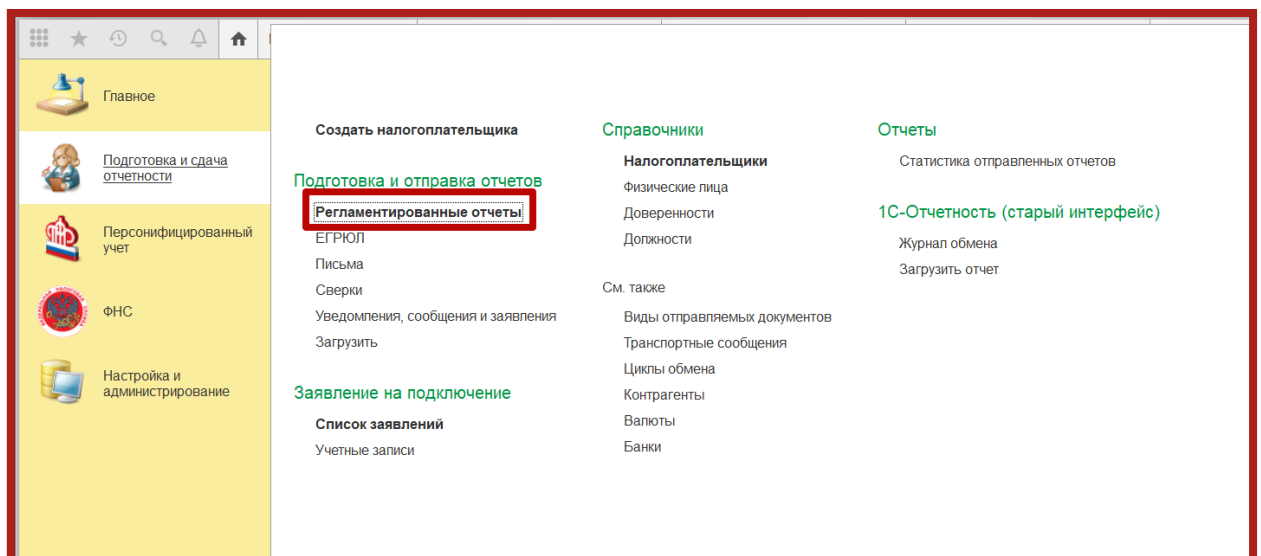 Главное
Подготовка и сдача
отчетности
Персонифицированный
учет
ФНС
Настройка и
администрирование
Создать налогоплательщика
Подготовка и отправка отчетов
Регламентированные отчеты
ЕГРЮЛ
Письма
Сверки
Уведомления, сообщения и заявления
Загрузить
Заявление на подключение
Список заявлений
Учетные записи
Справочники
Налогоплательщики
Физические лица
Доверенности
Должности
См. также
Виды отправляемых документов
Транспортные сообщения
Циклы обмена
Контрагенты
Валюты
Банки
Отчеты
Статистика отправленных отчетов
1С-Отчетность (старый интерфейс)
Журнал обмена
Загрузить отчет